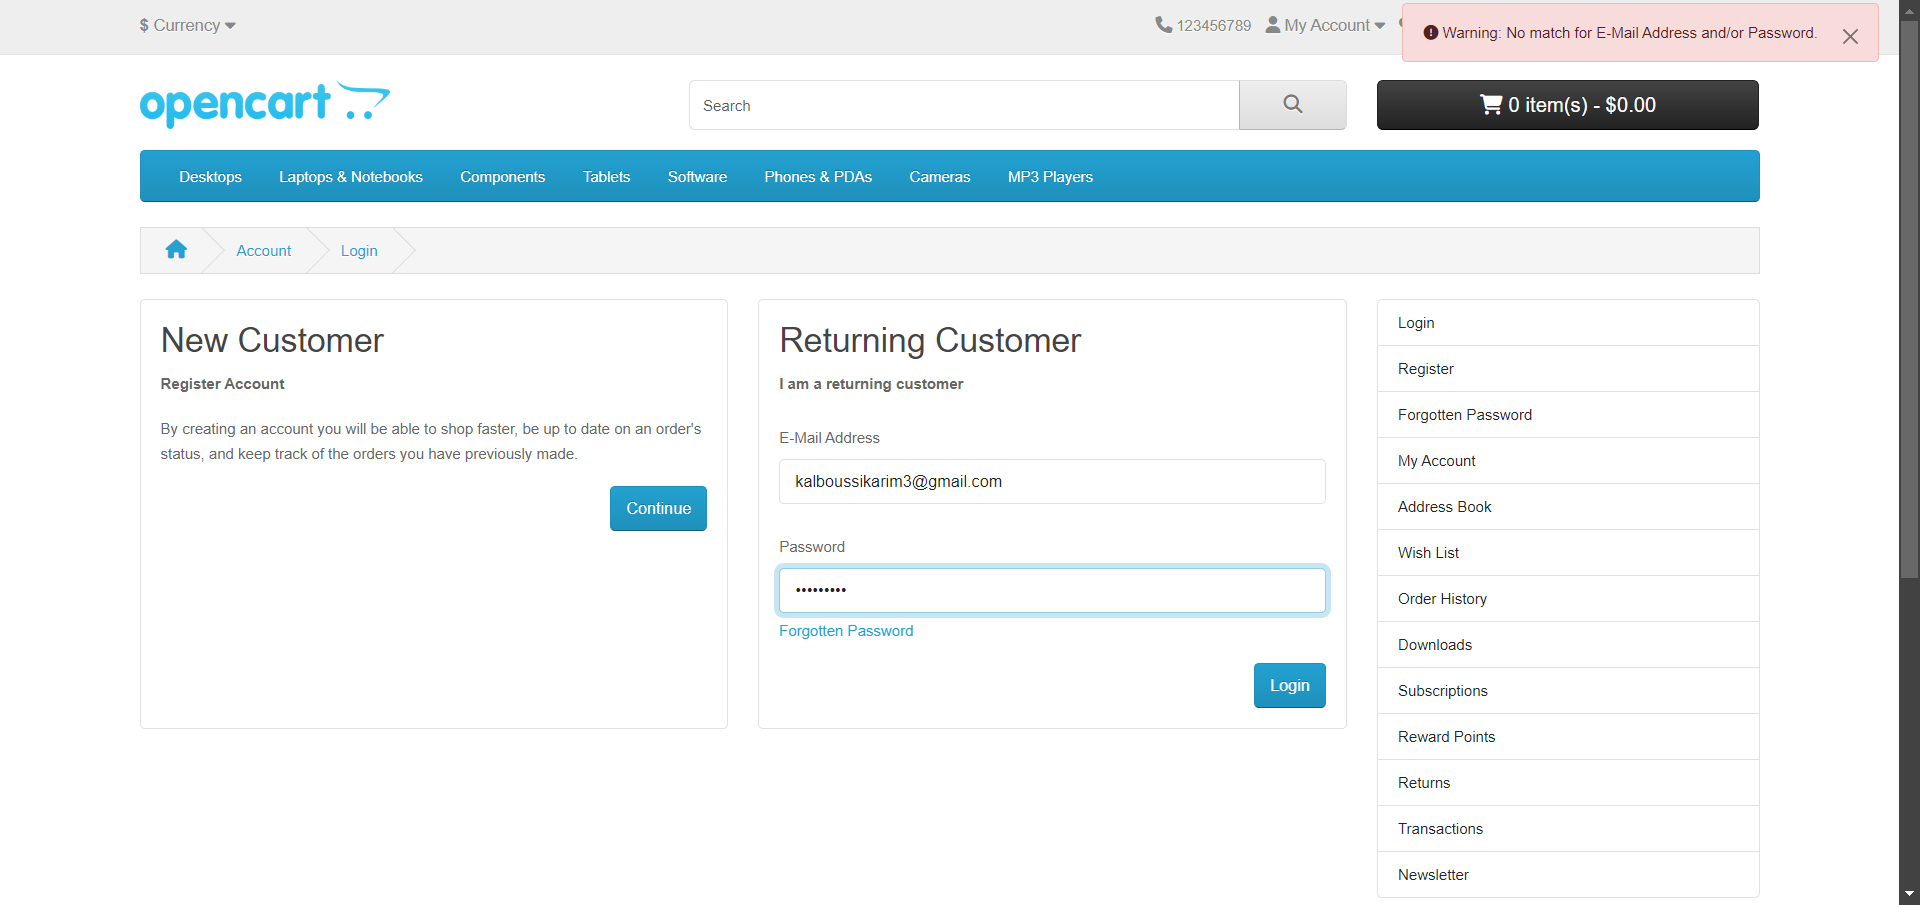 $ Currency
123456789 My Account
Warning: No match for E-Mail Address and/or Password.
opencart
Search
0 item(s) - $0.00
Desktops Laptops & Notebooks Components Tablets Software Phones & PDAs Cameras MP3 Players
Account Login
New Customer
Register Account
By creating an account you will be able to shop faster, be up to date on an order's
status, and keep track of the orders you have previously made.
Continue
Returning Customer
I am a returning customer
E-Mail Address
kalboussikarim3@gmail.com
Password
•••••••••
Forgotten Password
Login
Login
Register
Forgotten Password
My Account
Address Book
Wish List
Order History
Downloads
Subscriptions
Reward Points
Returns
Transactions
Newsletter